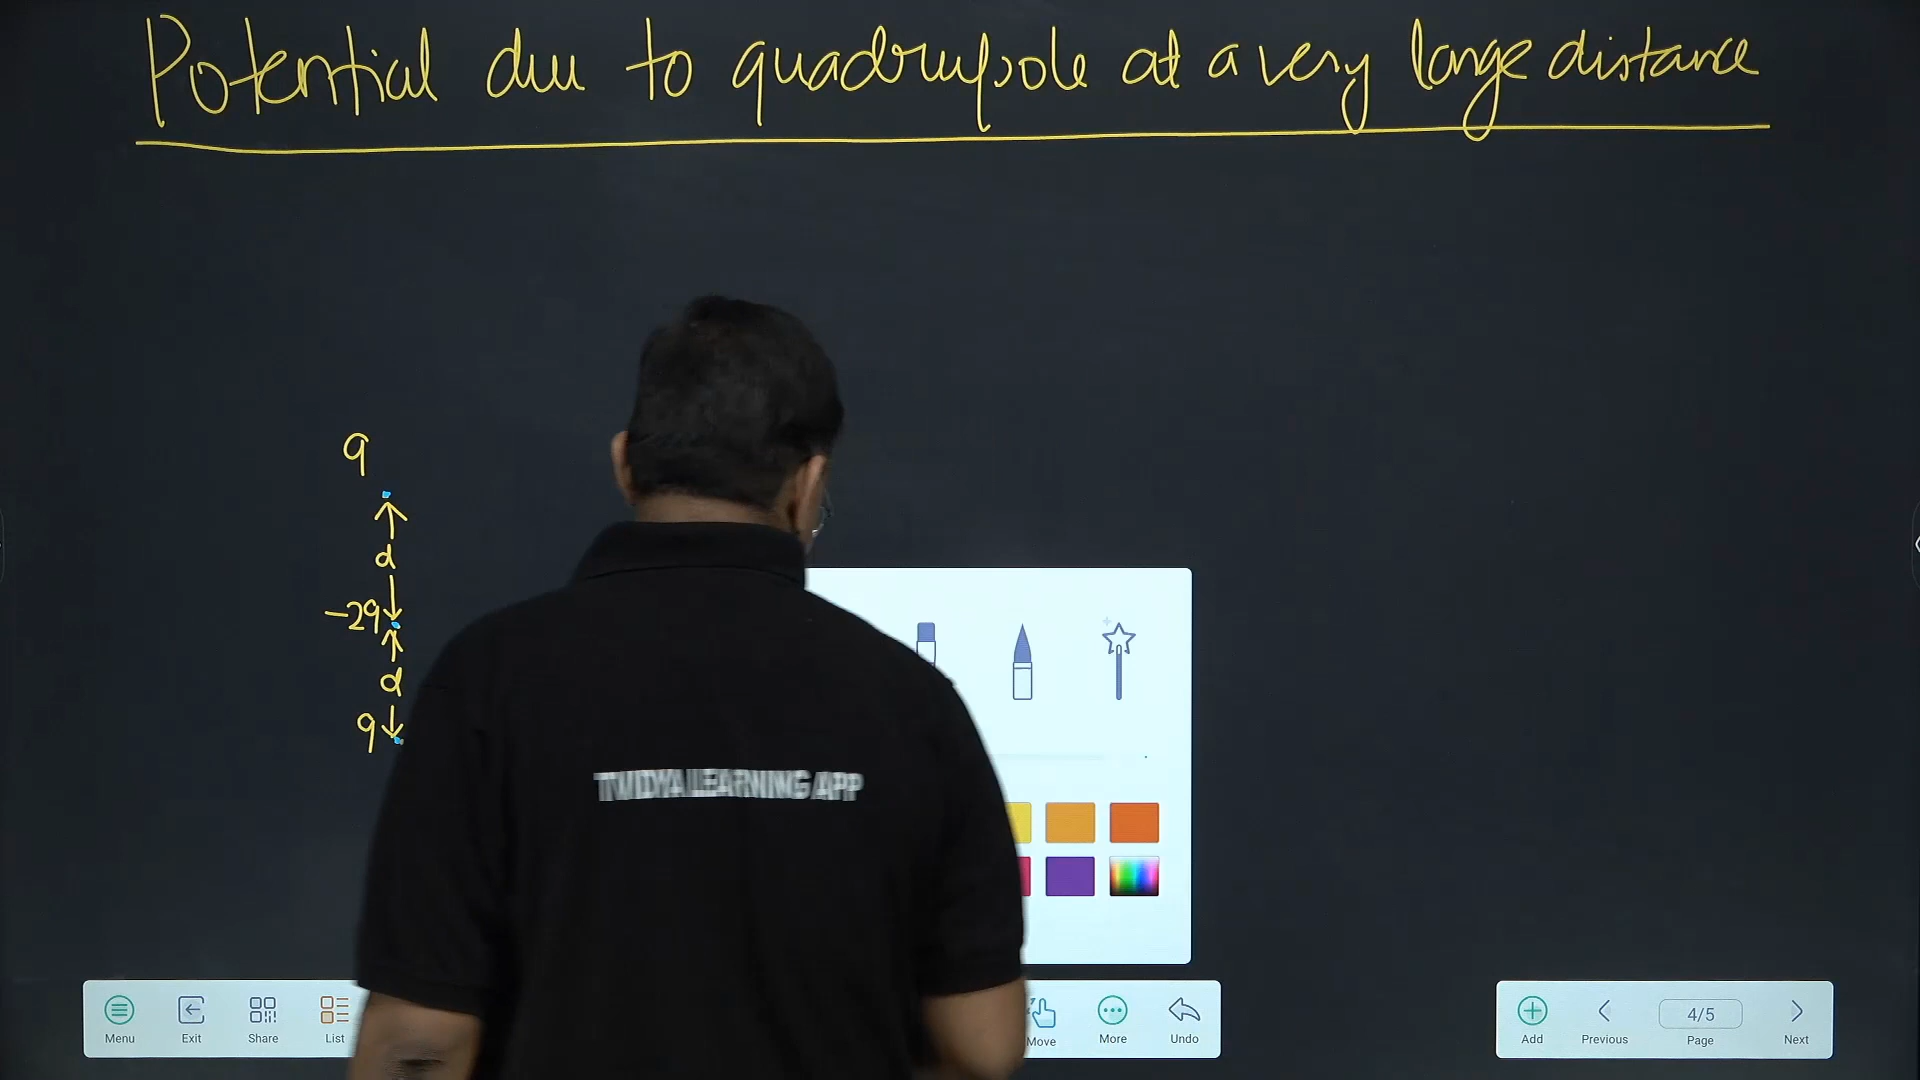 Potential due to quadrupole at a very large distance
q
d
-2q
d
q
TVIDYA LEARNING APP
Menu Exit Share List Move More Undo Add Previous 4/5 Page Next